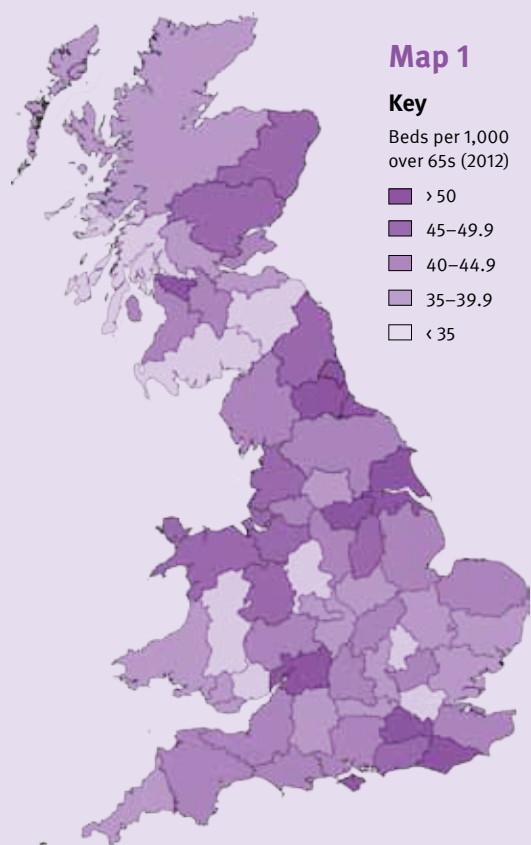 Map 1
Key
Beds per 1,000
over 65s (2012)
> 50
45–49.9
40–44.9
35–39.9
< 35